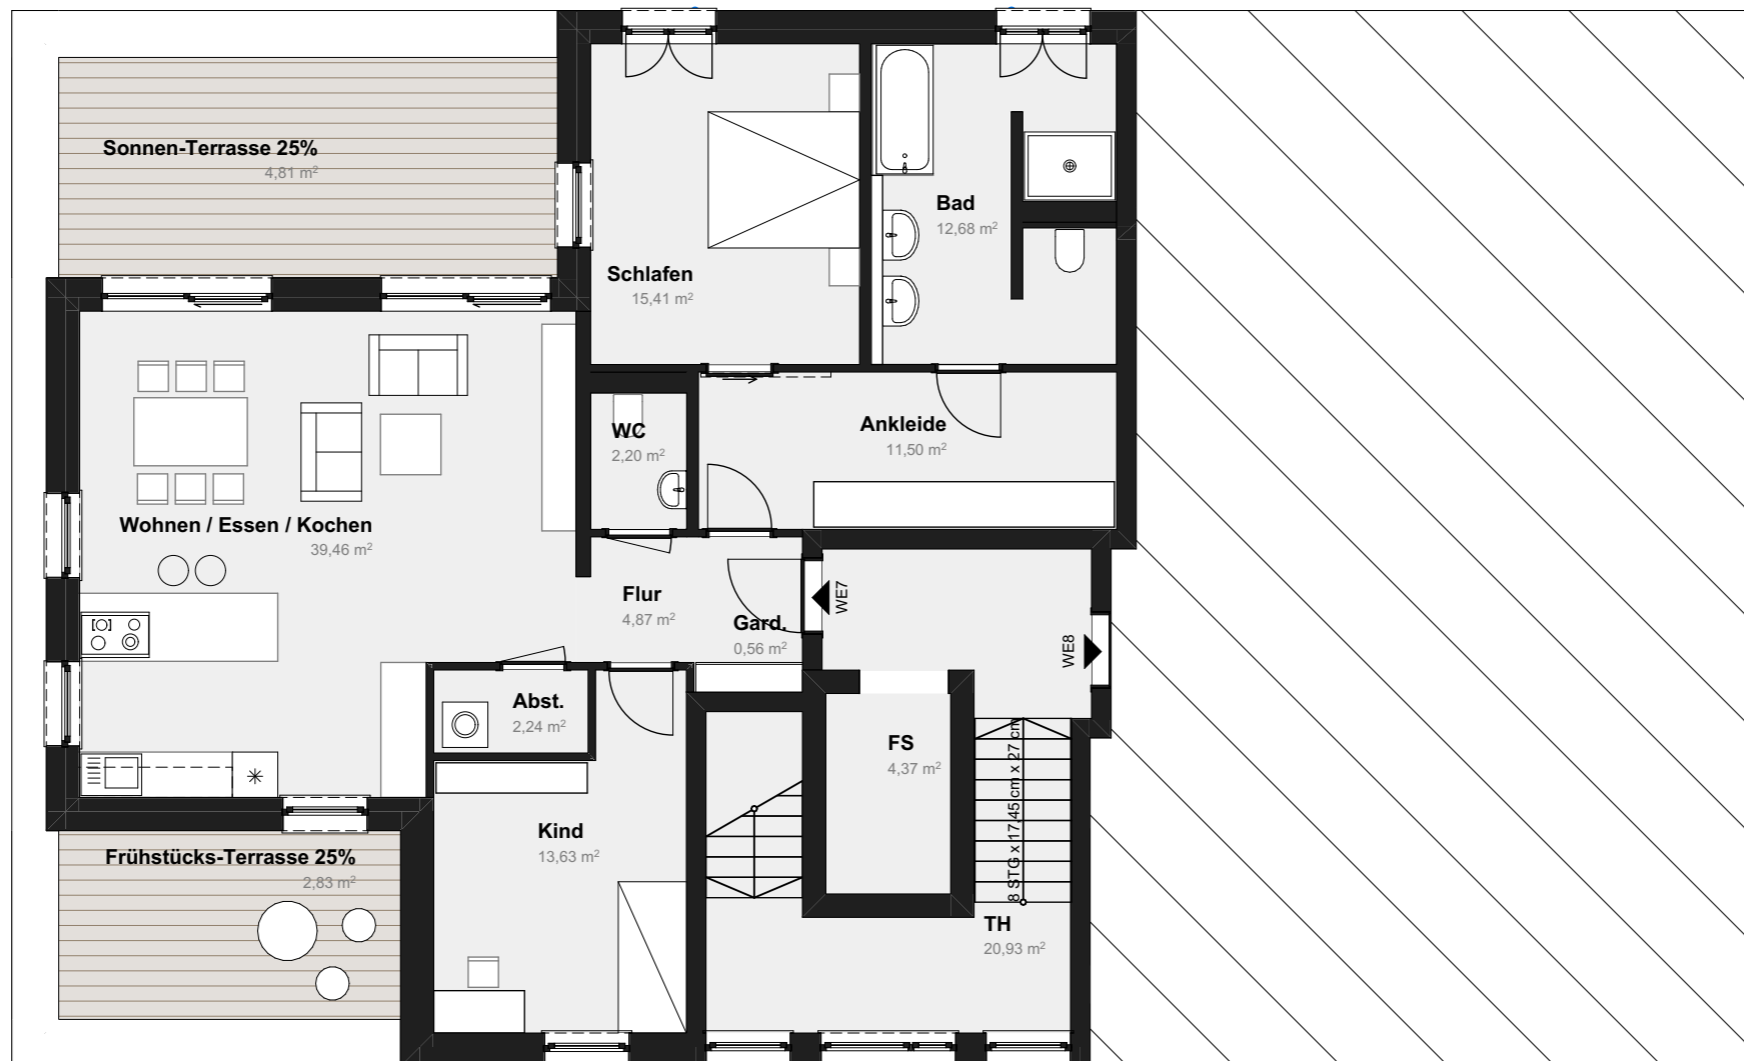 Sonnen-Terrasse 25%
4,81 m²
Schlafen
15,41 m²
Bad
12,68 m²
WC
2,20 m²
Ankleide
11,50 m²
Wohnen / Essen / Kochen
39,46 m²
Flur
4,87 m²
Gard.
0,56 m²
WE7
WE8
Abst.
2,24 m²
FS
4,37 m²
8 STG x 17,45 cm x 27 cm
Kind
13,63 m²
Frühstücks-Terrasse 25%
2,83 m²
TH
20,93 m²